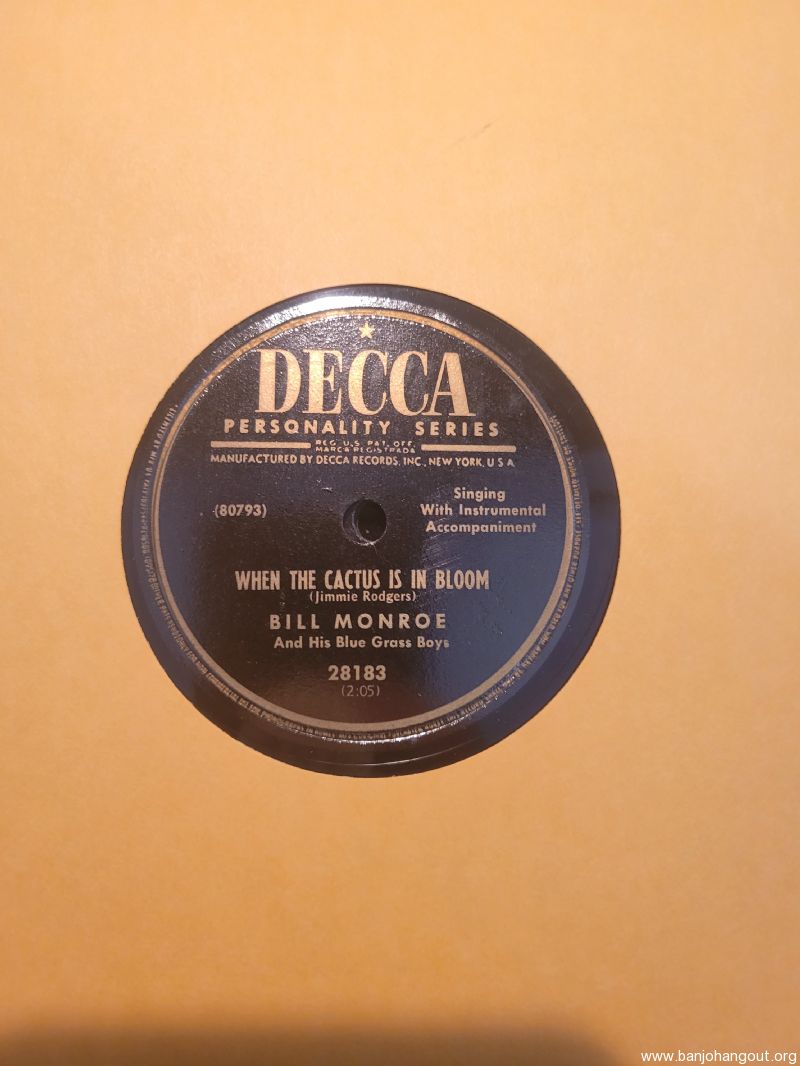 DECCA
PERSONALITY SERIES
REG. U.S. PAT. OFF.
MARCA REGISTRADA
MANUFACTURED BY DECCA RECORDS, INC., NEW YORK, U.S.A.
(80793)
Singing
With Instrumental
Accompaniment
WHEN THE CACTUS IS IN BLOOM
(Jimmie Rodgers)
BILL MONROE
And His Blue Grass Boys
28183
(2:05)
www.banjohangout.org